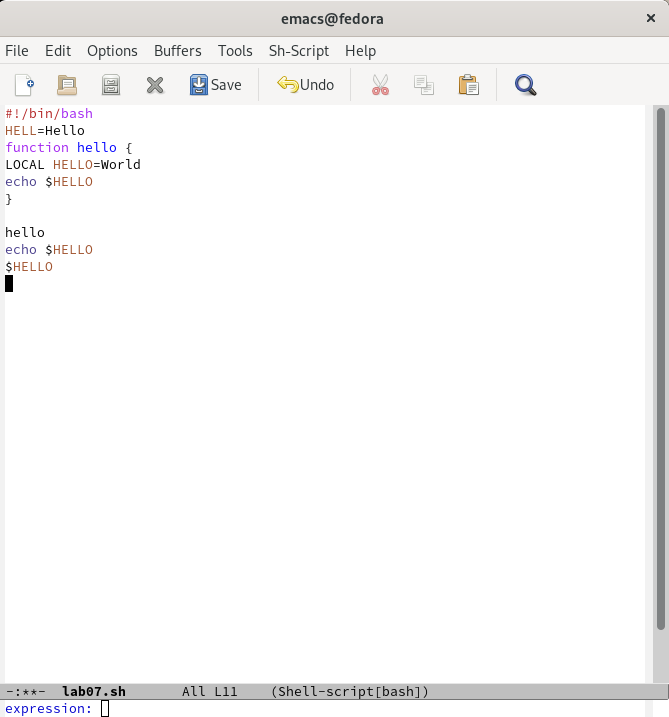 emacs@fedora
File Edit Options Buffers Tools Sh-Script Help
Save Undo
#!/bin/bash
HELL=Hello
function hello {
LOCAL HELLO=World
echo $HELLO
}
hello
echo $HELLO
$HELLO
-:**- lab07.sh All L11 (Shell-script[bash])
expression: